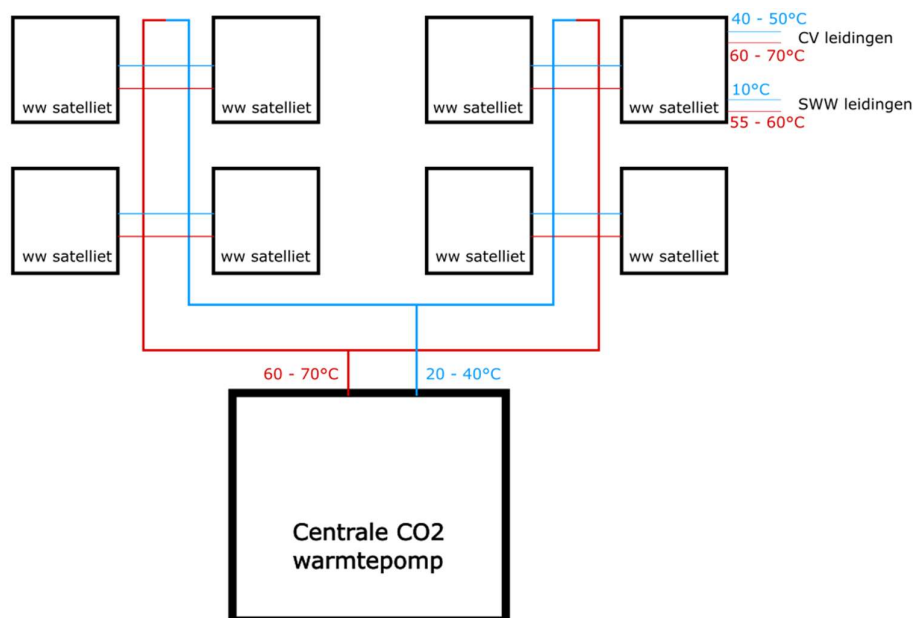 40 - 50°C
CV leidingen
60 - 70°C
10°C
SWW leidingen
55 - 60°C
ww satelliet
ww satelliet
ww satelliet
ww satelliet
ww satelliet
ww satelliet
ww satelliet
ww satelliet
60 - 70°C
20 - 40°C
Centrale CO2
warmtepomp